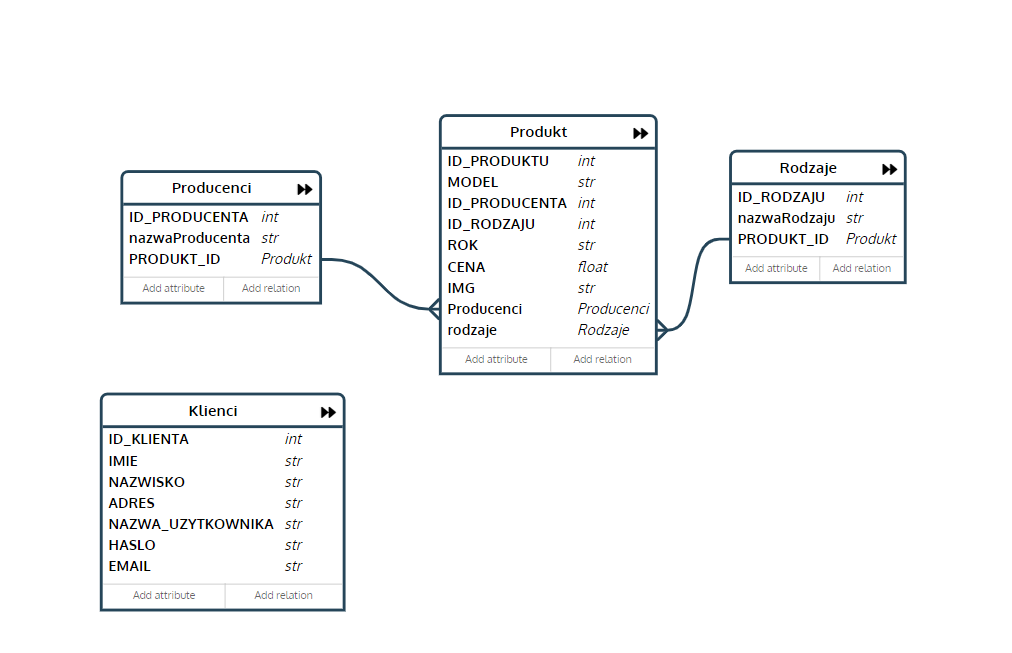 Producenci
ID_PRODUCENTA int
nazwaProducenta str
PRODUKT_ID Produkt
Add attribute Add relation
Produkt
ID_PRODUKTU int
MODEL str
ID_PRODUCENTA int
ID_RODZAJU int
ROK str
CENA float
IMG str
Producenci Producenci
rodzaje Rodzaje
Add attribute Add relation
Rodzaje
ID_RODZAJU int
nazwaRodzaju str
PRODUKT_ID Produkt
Add attribute Add relation
Klienci
ID_KLIENTA int
IMIE str
NAZWISKO str
ADRES str
NAZWA_UZYTKOWNIKA str
HASLO str
EMAIL str
Add attribute Add relation